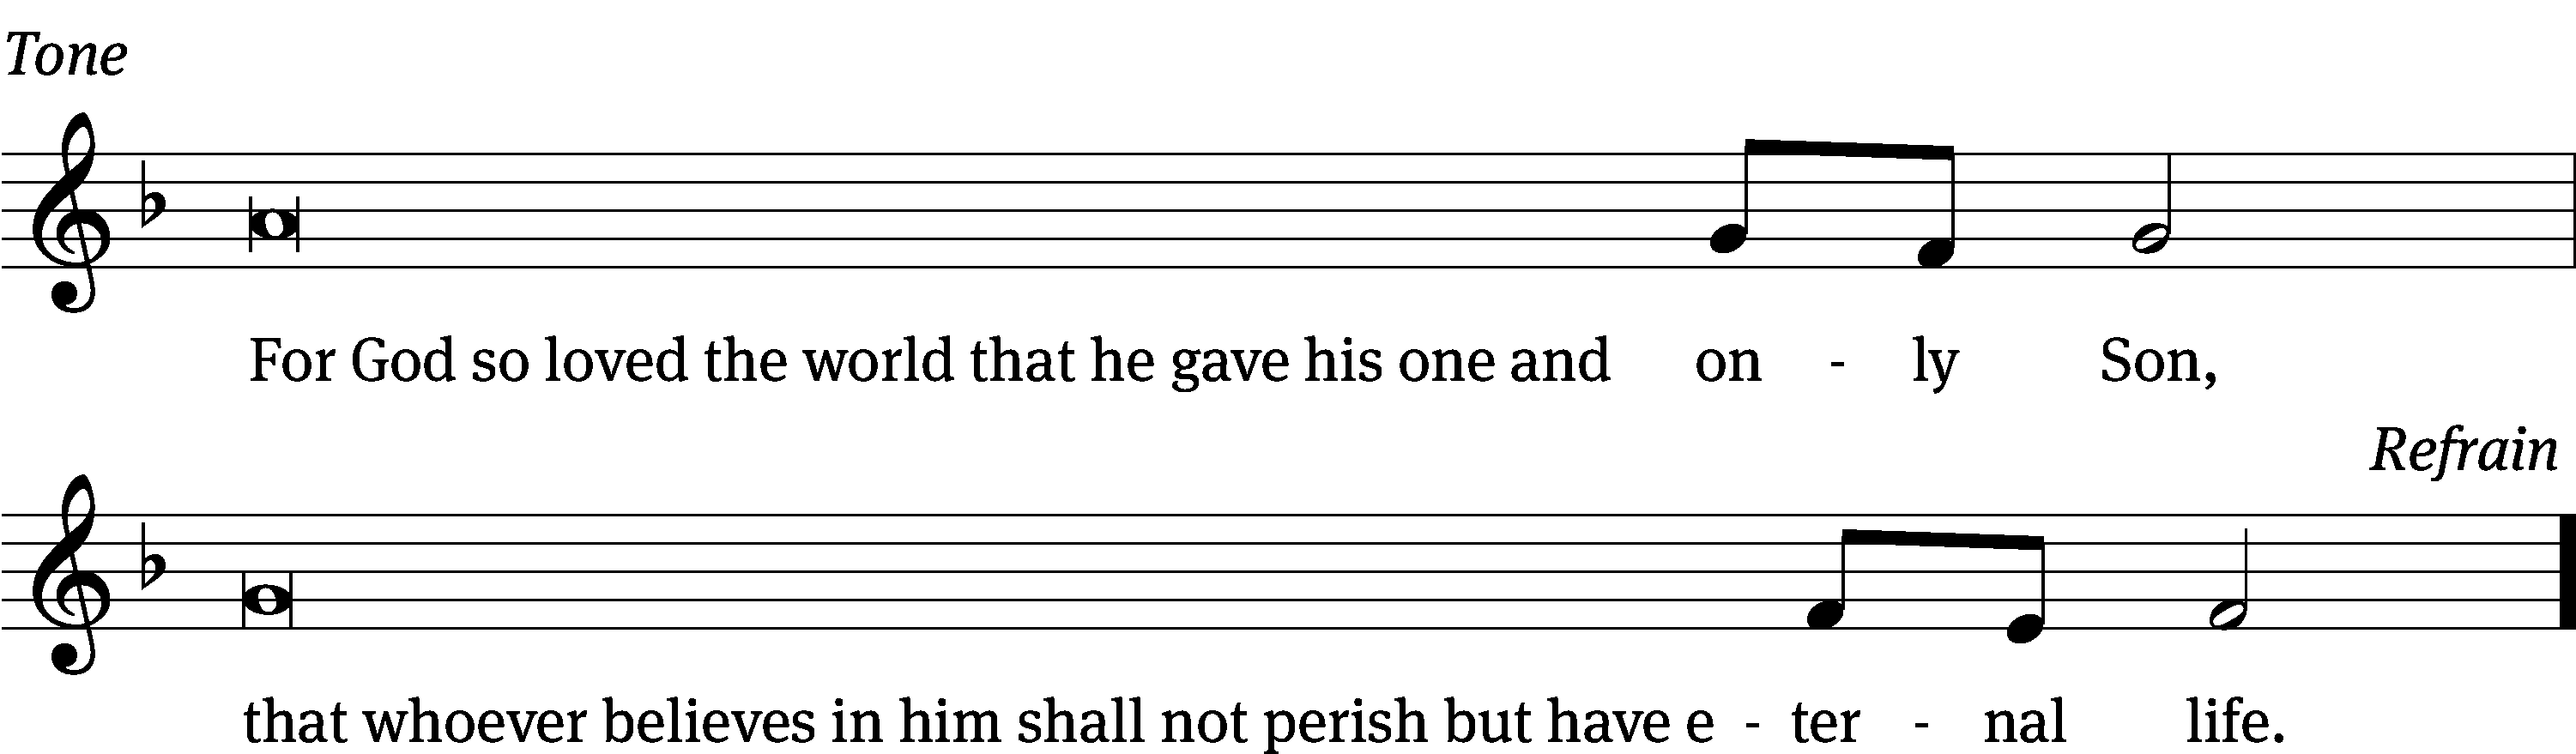 Tone
For God so loved the world that he gave his one and on - ly Son,
Refrain
that whoever believes in him shall not perish but have e - ter - nal life.